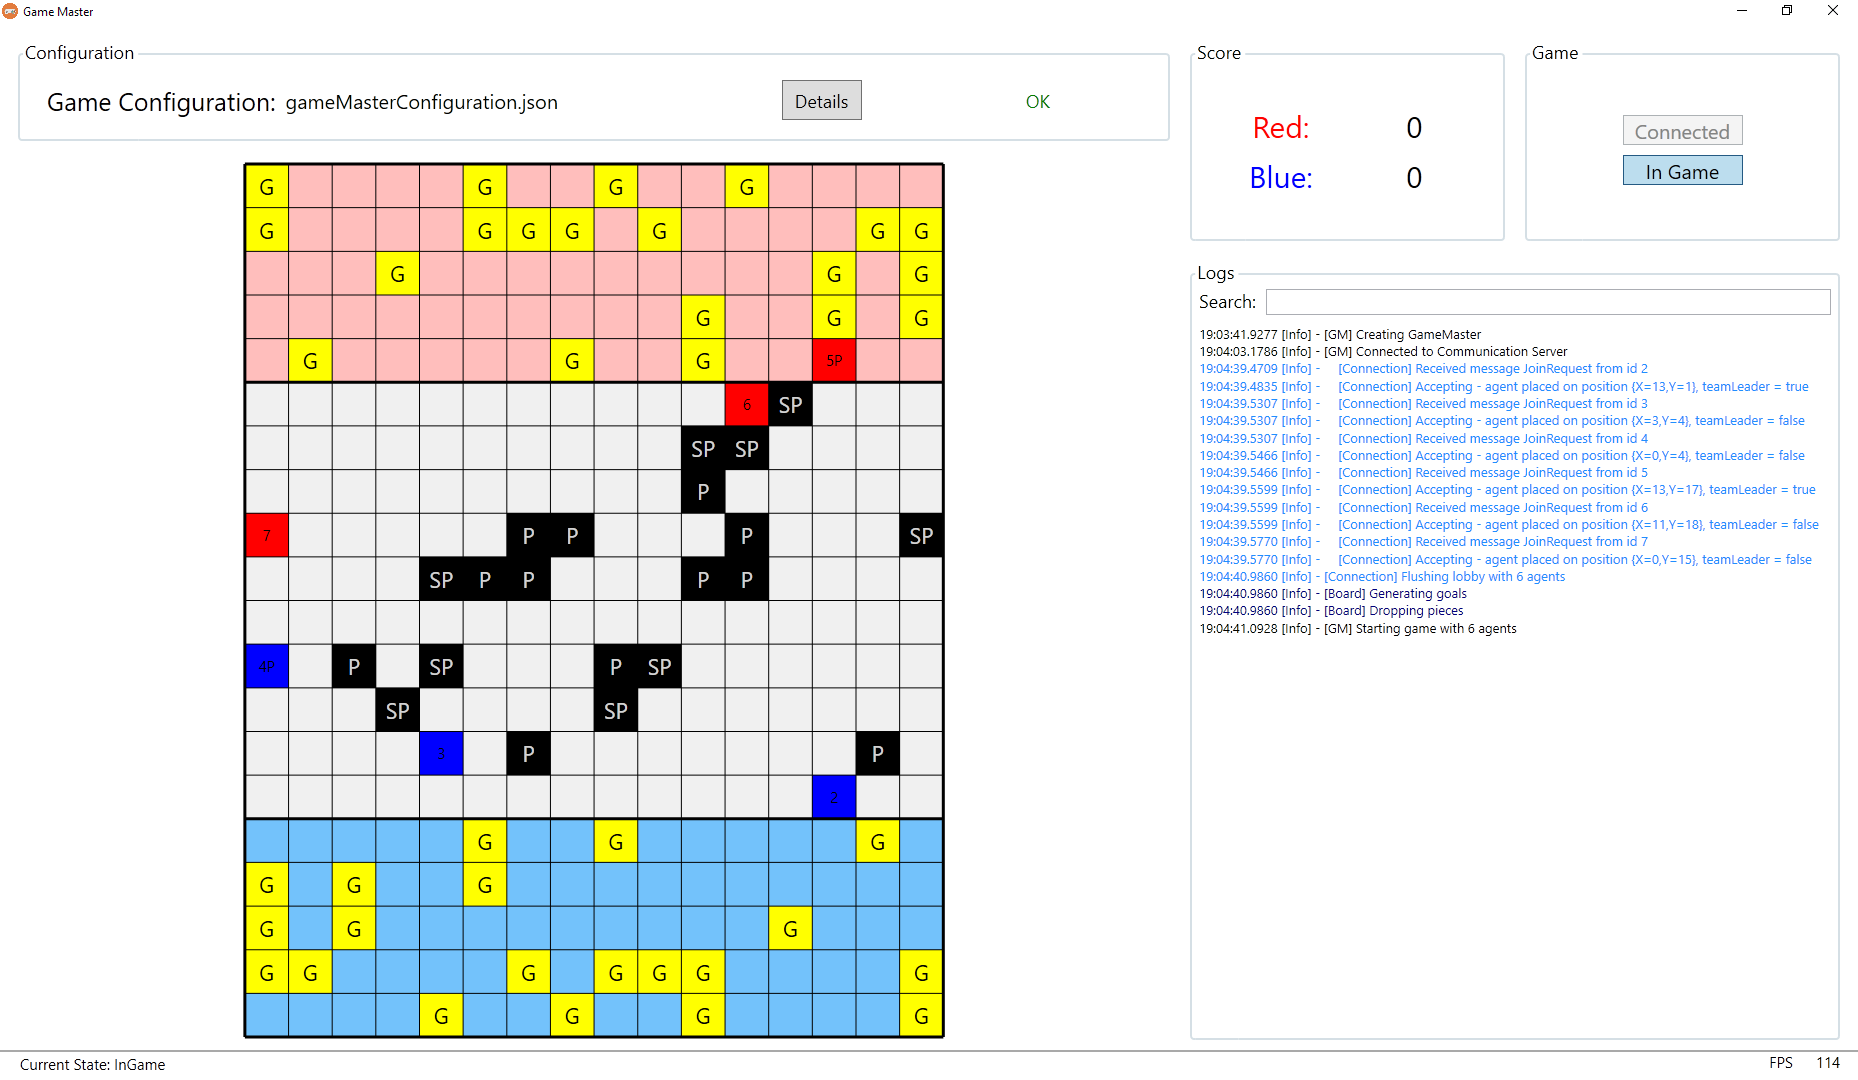 Game Master
Configuration
Game Configuration: gameMasterConfiguration.json Details OK
Score
Red: 0
Blue: 0
Game
Connected
In Game
G G G G
G G G G G G G
G G G
G G G
G G G 5P
6 SP
SP SP
P
7 P P P SP
SP P P P P
4P P SP P SP
SP SP
3 P P
2
G G G
G G G
G G G
G G G G G G G
G G G G
Logs
Search:
19:03:41.9277 [Info] - [GM] Creating GameMaster
19:04:03.1786 [Info] - [GM] Connected to Communication Server
19:04:39.4709 [Info] - [Connection] Received message JoinRequest from id 2
19:04:39.4835 [Info] - [Connection] Accepting - agent placed on position {X=13,Y=1}, teamLeader = true
19:04:39.5307 [Info] - [Connection] Received message JoinRequest from id 3
19:04:39.5307 [Info] - [Connection] Accepting - agent placed on position {X=3,Y=4}, teamLeader = false
19:04:39.5307 [Info] - [Connection] Received message JoinRequest from id 4
19:04:39.5466 [Info] - [Connection] Accepting - agent placed on position {X=0,Y=4}, teamLeader = false
19:04:39.5466 [Info] - [Connection] Received message JoinRequest from id 5
19:04:39.5599 [Info] - [Connection] Accepting - agent placed on position {X=13,Y=17}, teamLeader = true
19:04:39.5599 [Info] - [Connection] Received message JoinRequest from id 6
19:04:39.5599 [Info] - [Connection] Accepting - agent placed on position {X=11,Y=18}, teamLeader = false
19:04:39.5770 [Info] - [Connection] Received message JoinRequest from id 7
19:04:39.5770 [Info] - [Connection] Accepting - agent placed on position {X=0,Y=15}, teamLeader = false
19:04:40.9860 [Info] - [Connection] Flushing lobby with 6 agents
19:04:40.9860 [Info] - [Board] Generating goals
19:04:40.9860 [Info] - [Board] Dropping pieces
19:04:41.0928 [Info] - [GM] Starting game with 6 agents
Current State: InGame FPS 114